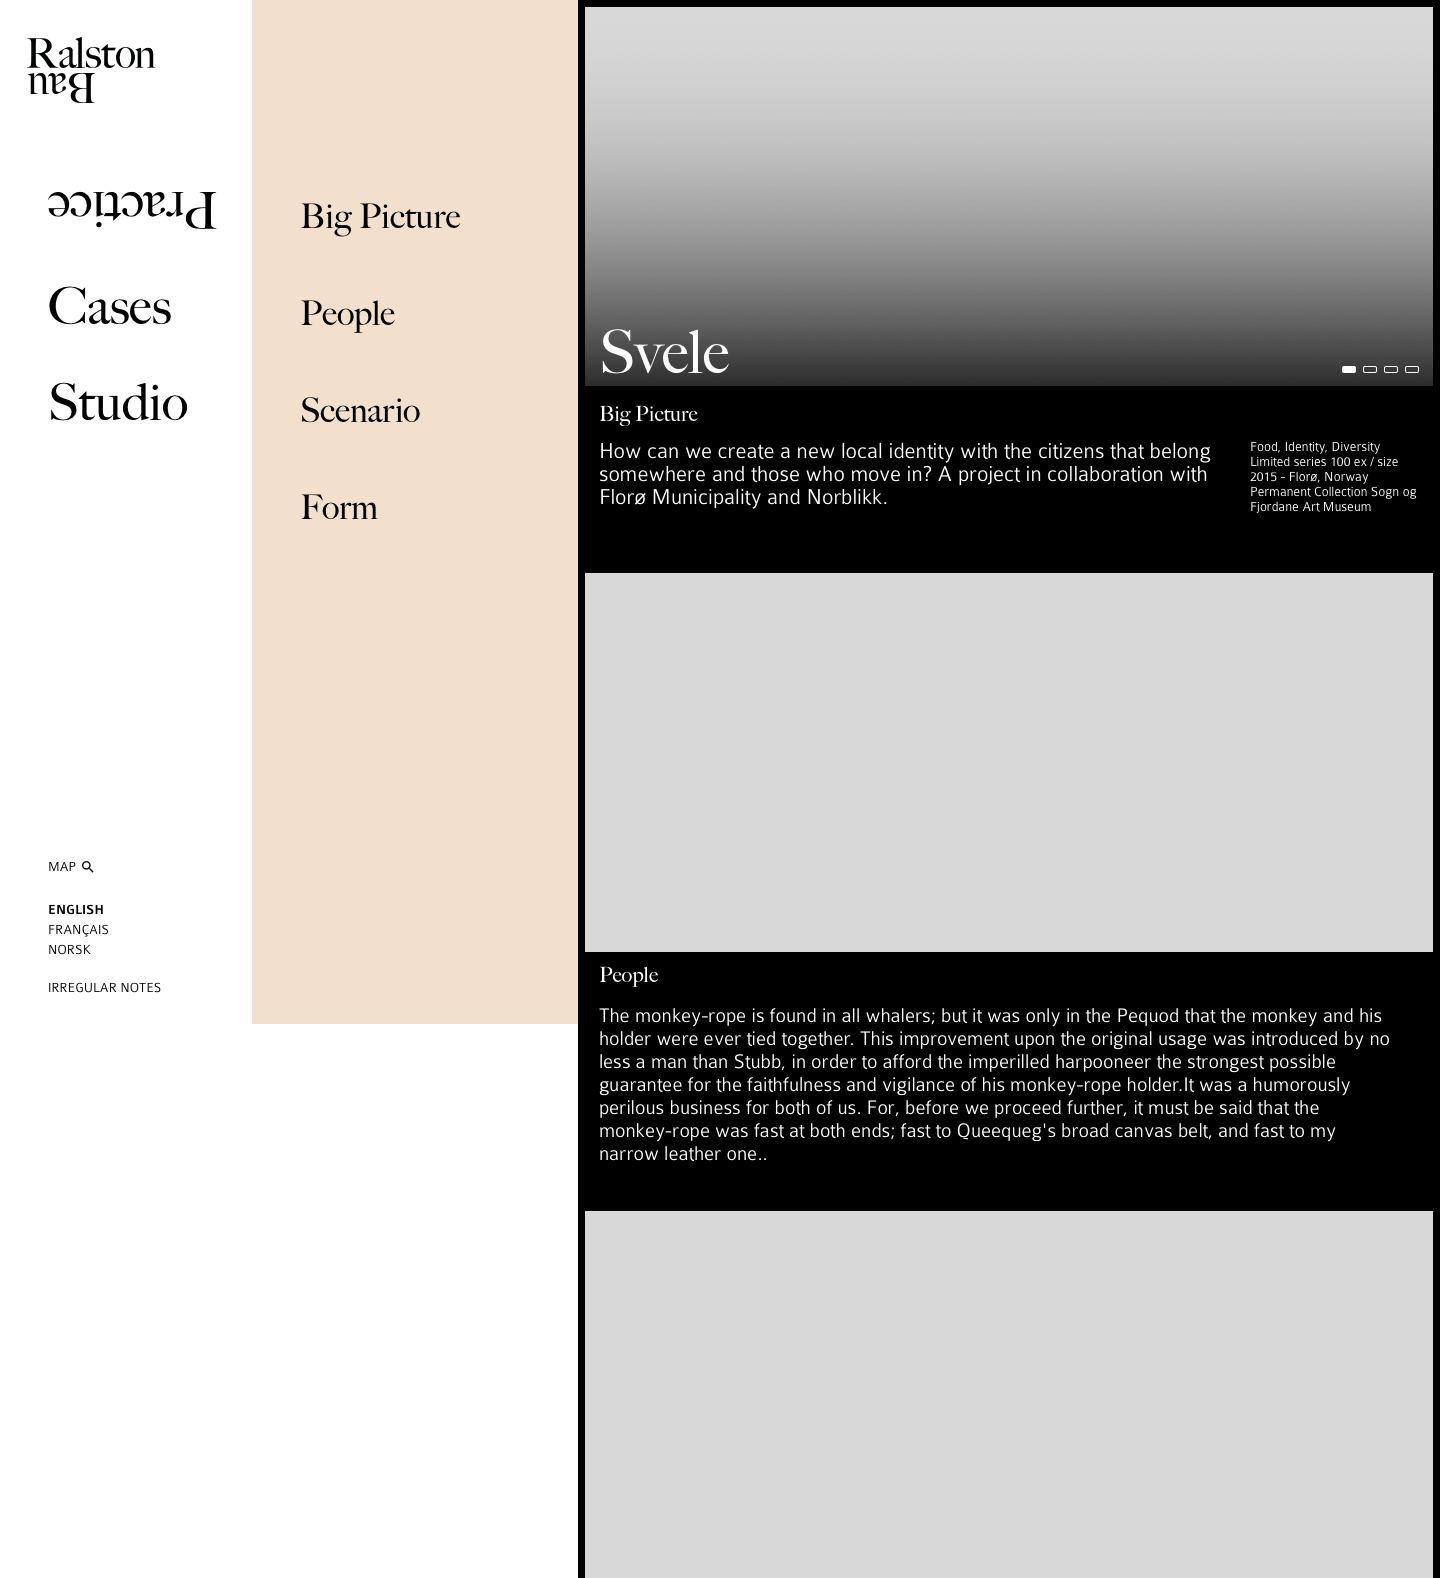 Ralston
Bau
Practice
Cases
Studio
MAP
ENGLISH
FRANÇAIS
NORSK
IRREGULAR NOTES
Big Picture
People
Scenario
Form
Svele
Big Picture
How can we create a new local identity with the citizens that belong
somewhere and those who move in? A project in collaboration with
Florø Municipality and Norblikk.
Food, Identity, Diversity
Limited series 100 ex / size
2015 - Florø, Norway
Permanent Collection Sogn og
Fjordane Art Museum
People
The monkey-rope is found in all whalers; but it was only in the Pequod that the monkey and his
holder were ever tied together. This improvement upon the original usage was introduced by no
less a man than Stubb, in order to afford the imperilled harpooneer the strongest possible
guarantee for the faithfulness and vigilance of his monkey-rope holder.It was a humorously
perilous business for both of us. For, before we proceed further, it must be said that the
monkey-rope was fast at both ends; fast to Queequeg's broad canvas belt, and fast to my
narrow leather one..